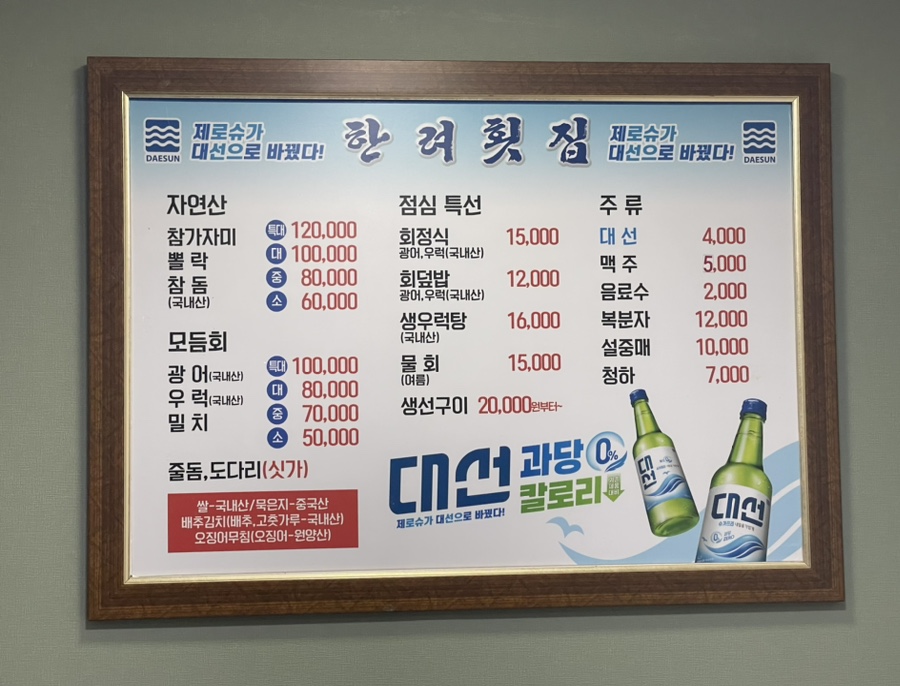 DAESUN
제로슈가
대선으로 바꿨다!
한려횟집
제로슈가
대선으로 바꿨다!
DAESUN
자연산
참가자미 특대 120,000
뽈락 대 100,000
참돔 중 80,000
(국내산) 소 60,000
모듬회
광어(국내산) 특대 100,000
우럭(국내산) 대 80,000
밀치 중 70,000
소 50,000
줄돔,도다리(싯가)
쌀-국내산/묵은지-중국산
배추김치(배추,고춧가루-국내산)
오징어무침(오징어-원양산)
점심 특선
회정식 15,000
광어,우럭(국내산)
회덮밥 12,000
광어,우럭(국내산)
생우럭탕 16,000
(국내산)
물회 15,000
(여름)
생선구이 20,000원부터~
주류
대선 4,000
맥주 5,000
음료수 2,000
복분자 12,000
설중매 10,000
청하 7,000
대선 과당 0%
칼로리
제로슈가 대선으로 바꿨다!
대선
대선